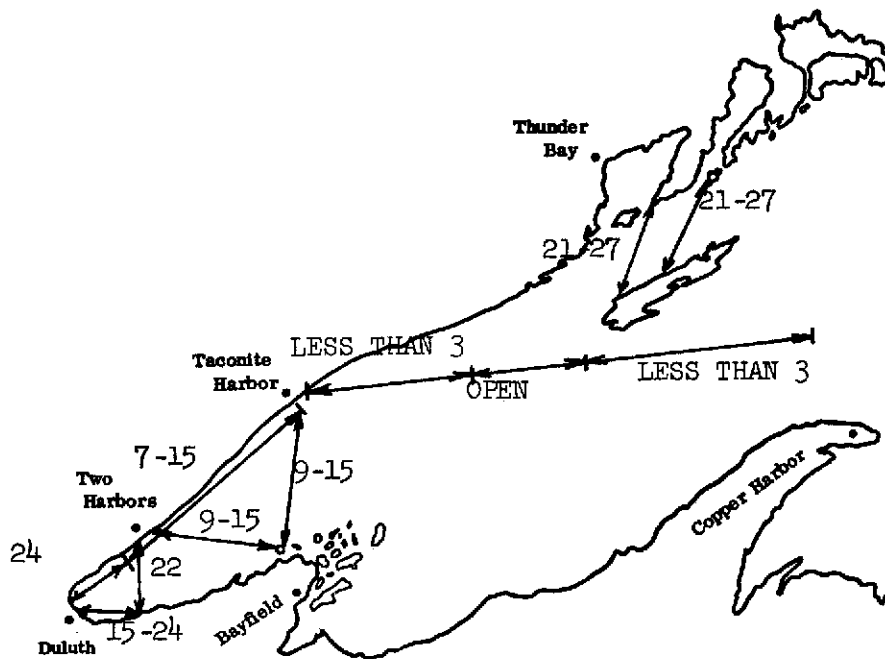 Thunder
Bay
21-27
21-27
LESS THAN 3
Taconite
Harbor
OPEN
LESS THAN 3
7-15
9-15
Two
Harbors
9-15
Copper Harbor
24
22
Bayfield
15-24
Duluth